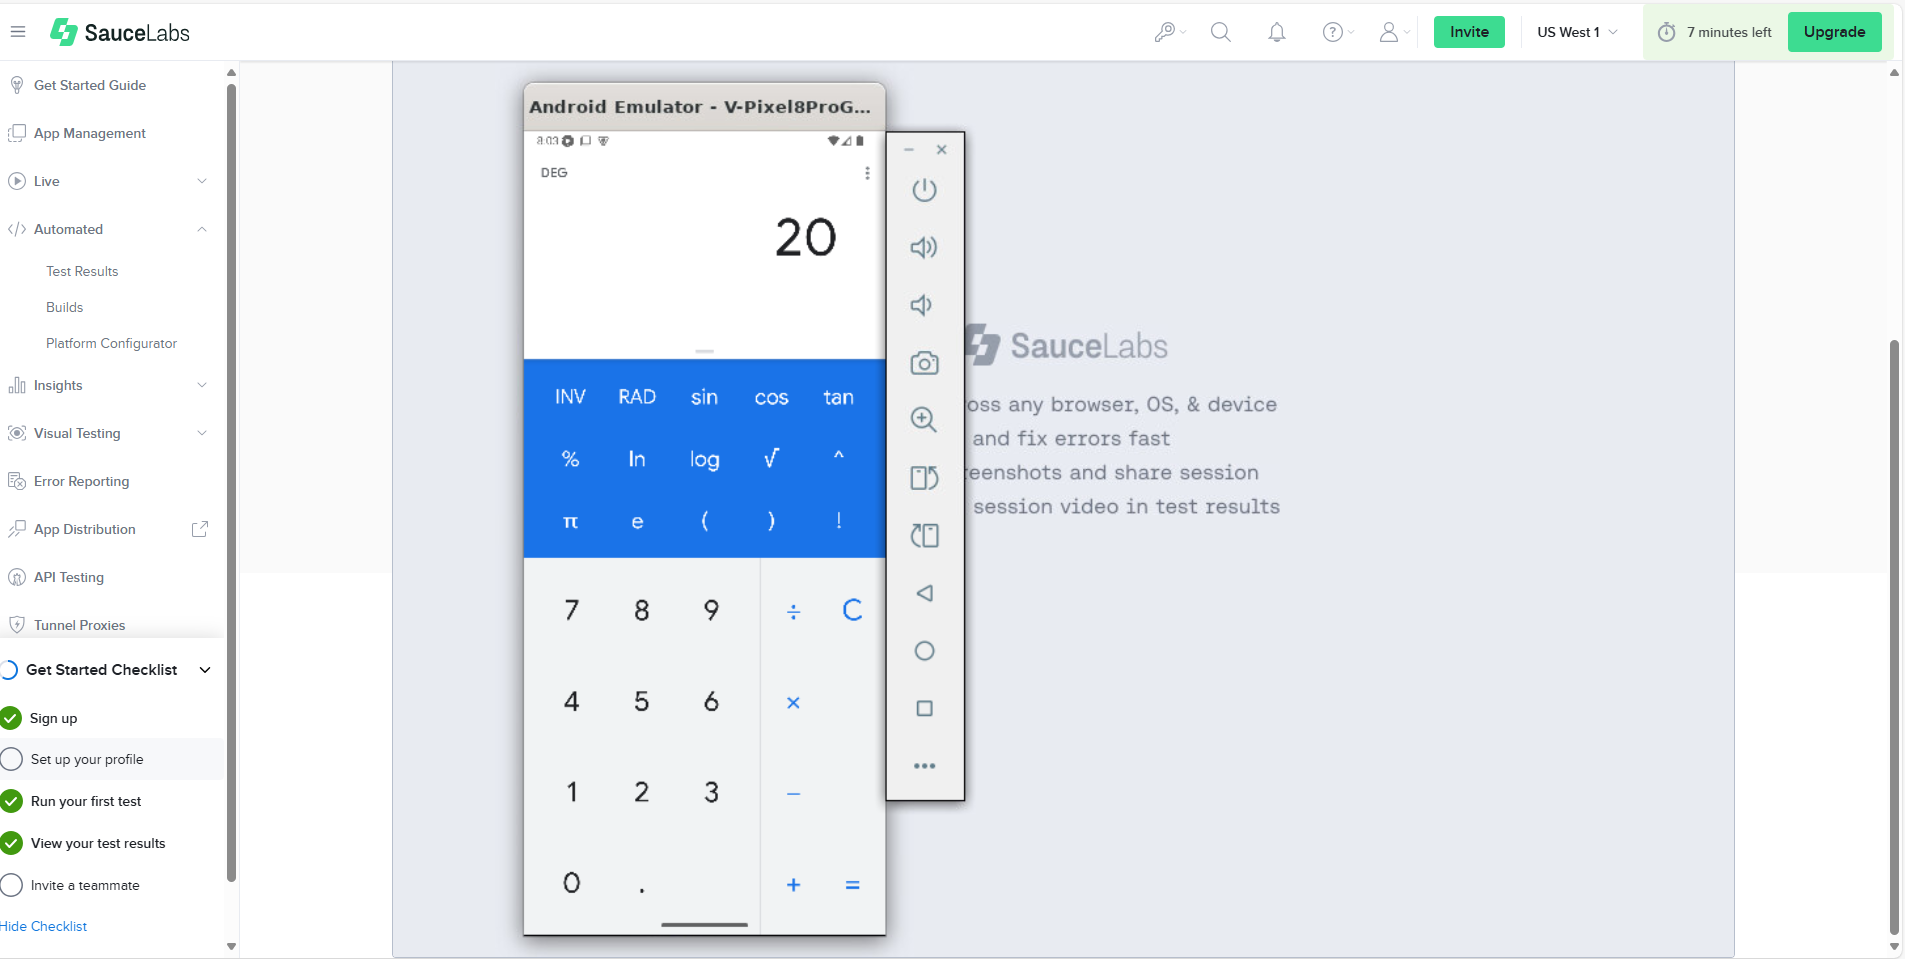 SauceLabs
Invite
US West 1
7 minutes left
Upgrade
Get Started Guide
App Management
Live
Automated
Test Results
Builds
Platform Configurator
Insights
Visual Testing
Error Reporting
App Distribution
API Testing
Tunnel Proxies
Get Started Checklist
Sign up
Set up your profile
Run your first test
View your test results
Invite a teammate
Hide Checklist
Android Emulator - V-Pixel8ProG...
8:03
DEG
20
INV RAD sin cos tan
% ln log √ ^
π e ( ) !
7 8 9 ÷ C
4 5 6 ×
1 2 3 −
0 . + =
SauceLabs
oss any browser, OS, & device
and fix errors fast
eenshots and share session
session video in test results